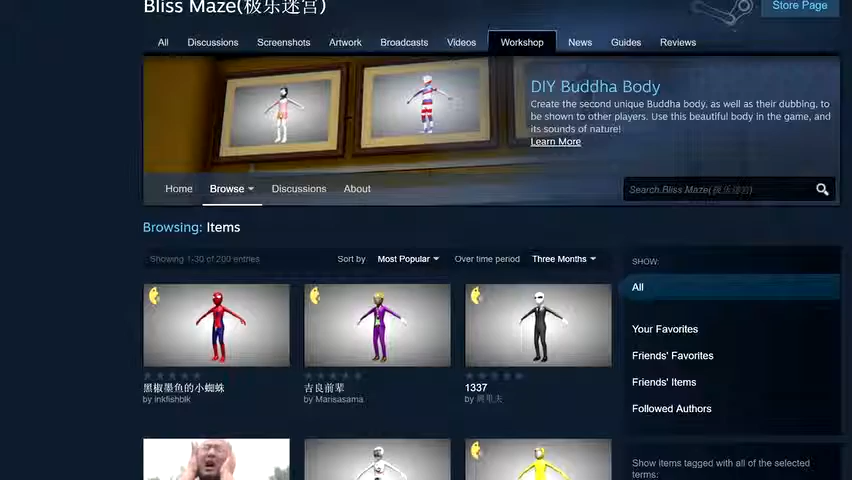 Bliss Maze(极乐迷宫)
Store Page
All Discussions Screenshots Artwork Broadcasts Videos Workshop News Guides Reviews
DIY Buddha Body
Create the second unique Buddha body, as well as their dubbing, to
be shown to other players. Use this beautiful body in the game, and
its sounds of nature!
Learn More
Home Browse Discussions About
Search Bliss Maze(极乐迷宫)
Browsing: Items
Showing 1-30 of 200 entries
Sort by Most Popular Over time period Three Months
SHOW:
All
Your Favorites
Friends' Favorites
Friends' Items
Followed Authors
黑椒墨鱼的小蜘蛛
by inkfishblk
吉良前辈
by Marisasama
1337
by
Show items tagged with all of the selected
terms: